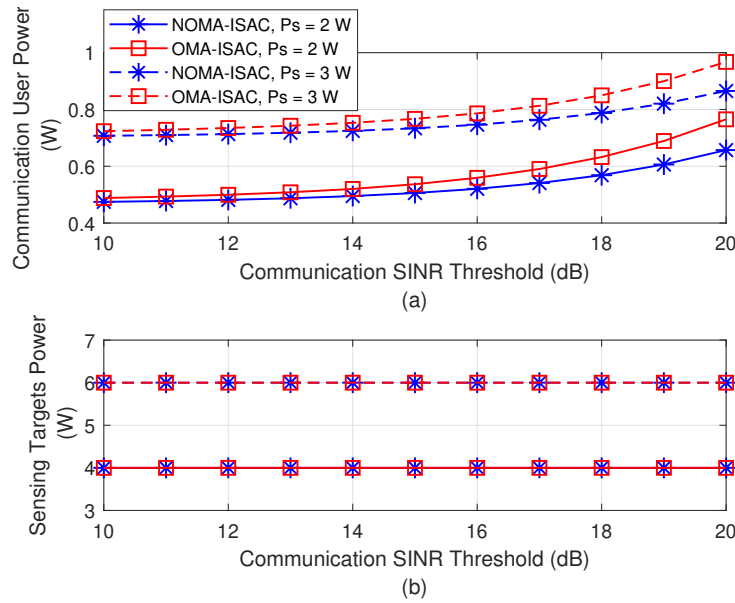 NOMA-ISAC, Ps = 2 W
OMA-ISAC, Ps = 2 W
NOMA-ISAC, Ps = 3 W
OMA-ISAC, Ps = 3 W
Communication User Power
(W)
1
0.8
0.6
0.4
10 12 14 16 18 20
Communication SINR Threshold (dB)
(a)
Sensing Targets Power
(W)
7
6
5
4
3
10 12 14 16 18 20
Communication SINR Threshold (dB)
(b)